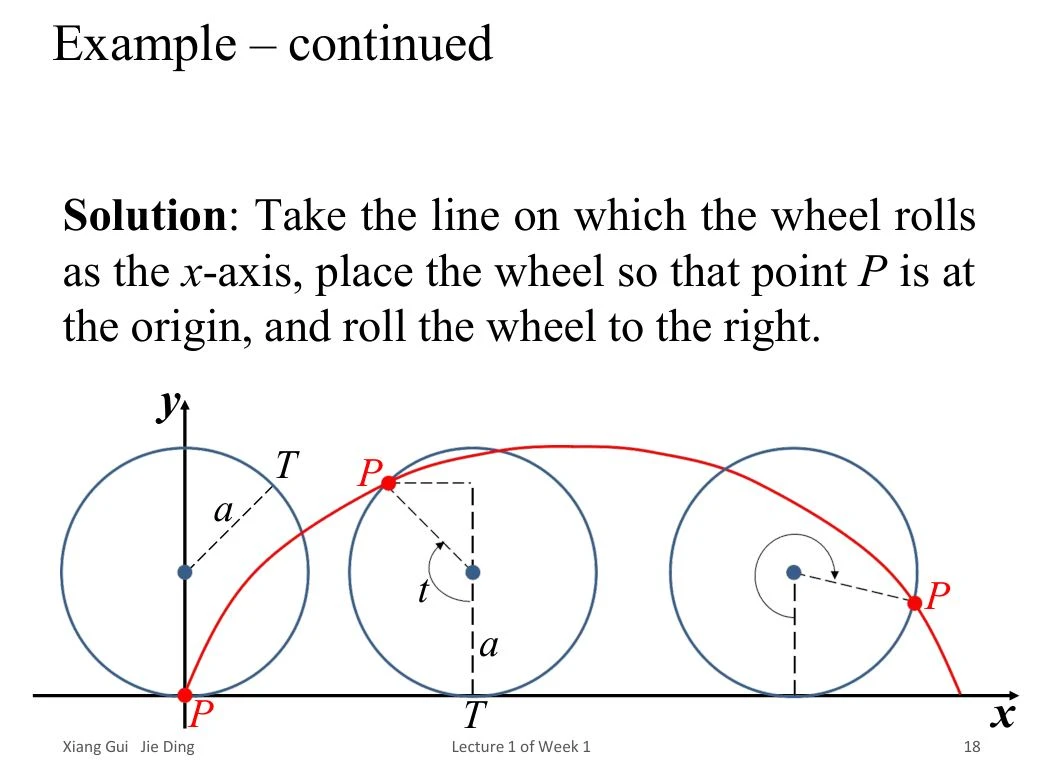 Example – continued
Solution: Take the line on which the wheel rolls
as the x-axis, place the wheel so that point P is at
the origin, and roll the wheel to the right.
y
T
P
a
t
P
a
P
T
x
Xiang Gui Jie Ding
Lecture 1 of Week 1
18